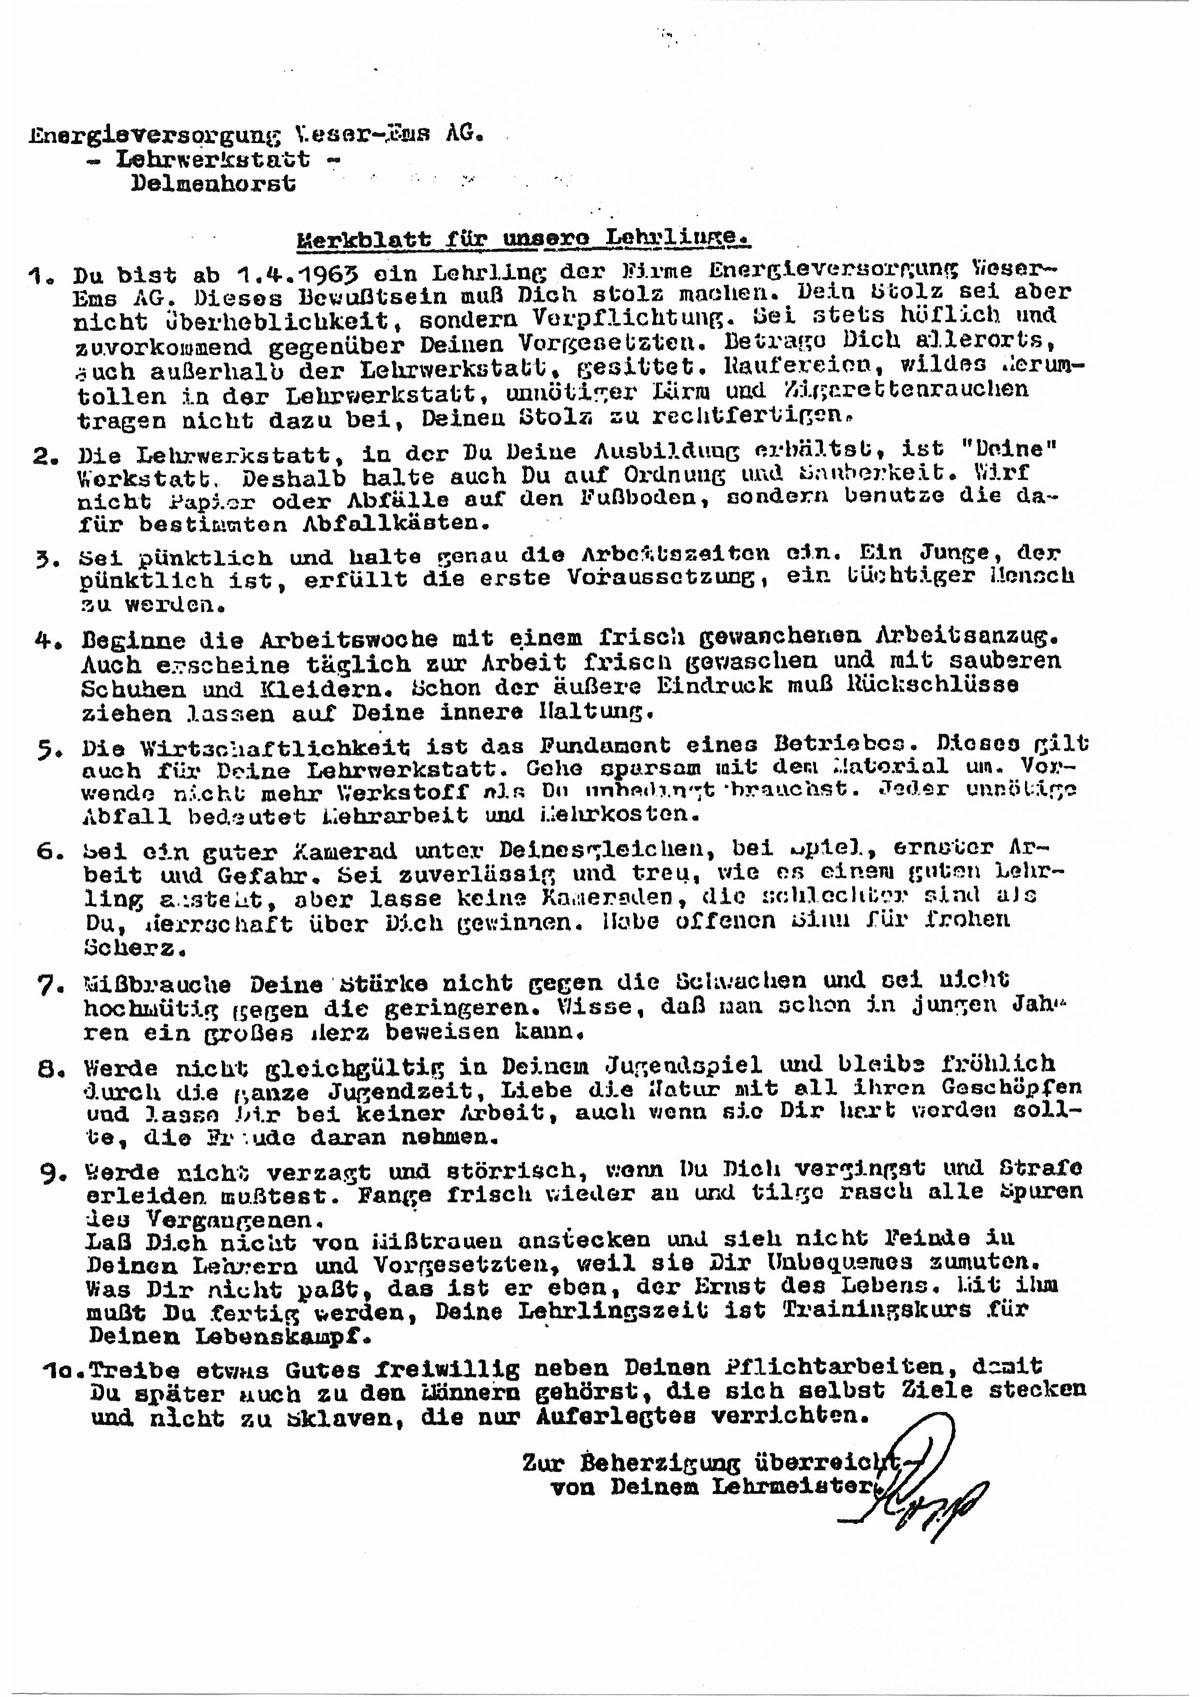 Energieversorgung Weser-Ems AG.
- Lehrwerkstatt -
Delmenhorst
Merkblatt für unsere Lehrlinge.
1. Du bist ab 1.4.1963 ein Lehrling der Firma Energieversorgung Weser-
Ems AG. Dieses Bewußtsein muß Dich stolz machen. Dein Stolz sei aber
nicht Überheblichkeit, sondern Verpflichtung. Sei stets höflich und
zuvorkommend gegenüber Deinen Vorgesetzten. Betrage Dich allerorts,
auch außerhalb der Lehrwerkstatt, gesittet. Raufereien, wildes Herum-
tollen in der Lehrwerkstatt, unnötiger Lärm und Zigarettenrauchen
tragen nicht dazu bei, Deinen Stolz zu rechtfertigen.
2. Die Lehrwerkstatt, in der Du Deine Ausbildung erhältst, ist "Deine"
Werkstatt. Deshalb halte auch Du auf Ordnung und Sauberkeit. Wirf
nicht Papier oder Abfälle auf den Fußboden, sondern benutze die da-
für bestimmten Abfallkästen.
3. Sei pünktlich und halte genau die Arbeitszeiten ein. Ein Junge, der
pünktlich ist, erfüllt die erste Voraussetzung, ein tüchtiger Mensch
zu werden.
4. Beginne die Arbeitswoche mit einem frisch gewaschenen Arbeitsanzug.
Auch erscheine täglich zur Arbeit frisch gewaschen und mit sauberen
Schuhen und Kleidern. Schon der äußere Eindruck muß Rückschlüsse
ziehen lassen auf Deine innere Haltung.
5. Die Wirtschaftlichkeit ist das Fundament eines Betriebes. Dieses gilt
auch für Deine Lehrwerkstatt. Gehe sparsam mit dem Material um. Ver-
wende nicht mehr Werkstoff als Du unbedingt brauchst. Jeder unnötige
Abfall bedeutet Mehrarbeit und Mehrkosten.
6. Sei ein guter Kamerad unter Deinesgleichen, bei Spiel, ernster Ar-
beit und Gefahr. Sei zuverlässig und treu, wie es einem guten Lehr-
ling ansteht, aber lasse keine Kameraden, die schlechter sind als
Du, Herrschaft über Dich gewinnen. Habe offenen Sinn für frohen
Scherz.
7. Mißbrauche Deine Stärke nicht gegen die Schwachen und sei nicht
hochmütig gegen die geringeren. Wisse, daß man schon in jungen Jah-
ren ein großes Herz beweisen kann.
8. Werde nicht gleichgültig in Deinem Jugendspiel und bleibe fröhlich
durch die ganze Jugendzeit, Liebe die Natur mit all ihren Geschöpfen
und lasse Dir bei keiner Arbeit, auch wenn sie Dir hart werden soll-
te, die Freude daran nehmen.
9. Werde nicht verzagt und störrisch, wenn Du Dich vergingst und Strafe
erleiden mußtest. Fange frisch wieder an und tilge rasch alle Spuren
des Vergangenen.
Laß Dich nicht von Mißtrauen anstecken und sieh nicht Feinde in
Deinen Lehrern und Vorgesetzten, weil sie Dir Unbequemes zumuten.
Was Dir nicht paßt, das ist er eben, der Ernst des Lebens. Mit ihm
mußt Du fertig werden, Deine Lehrlingszeit ist Trainingskurs für
Deinen Lebenskampf.
10. Treibe etwas Gutes freiwillig neben Deinen Pflichtarbeiten, damit
Du später auch zu den Männern gehörst, die sich selbst Ziele stecken
und nicht zu Sklaven, die nur Auferlegtes verrichten.
Zur Beherzigung überreicht
von Deinem Lehrmeister.